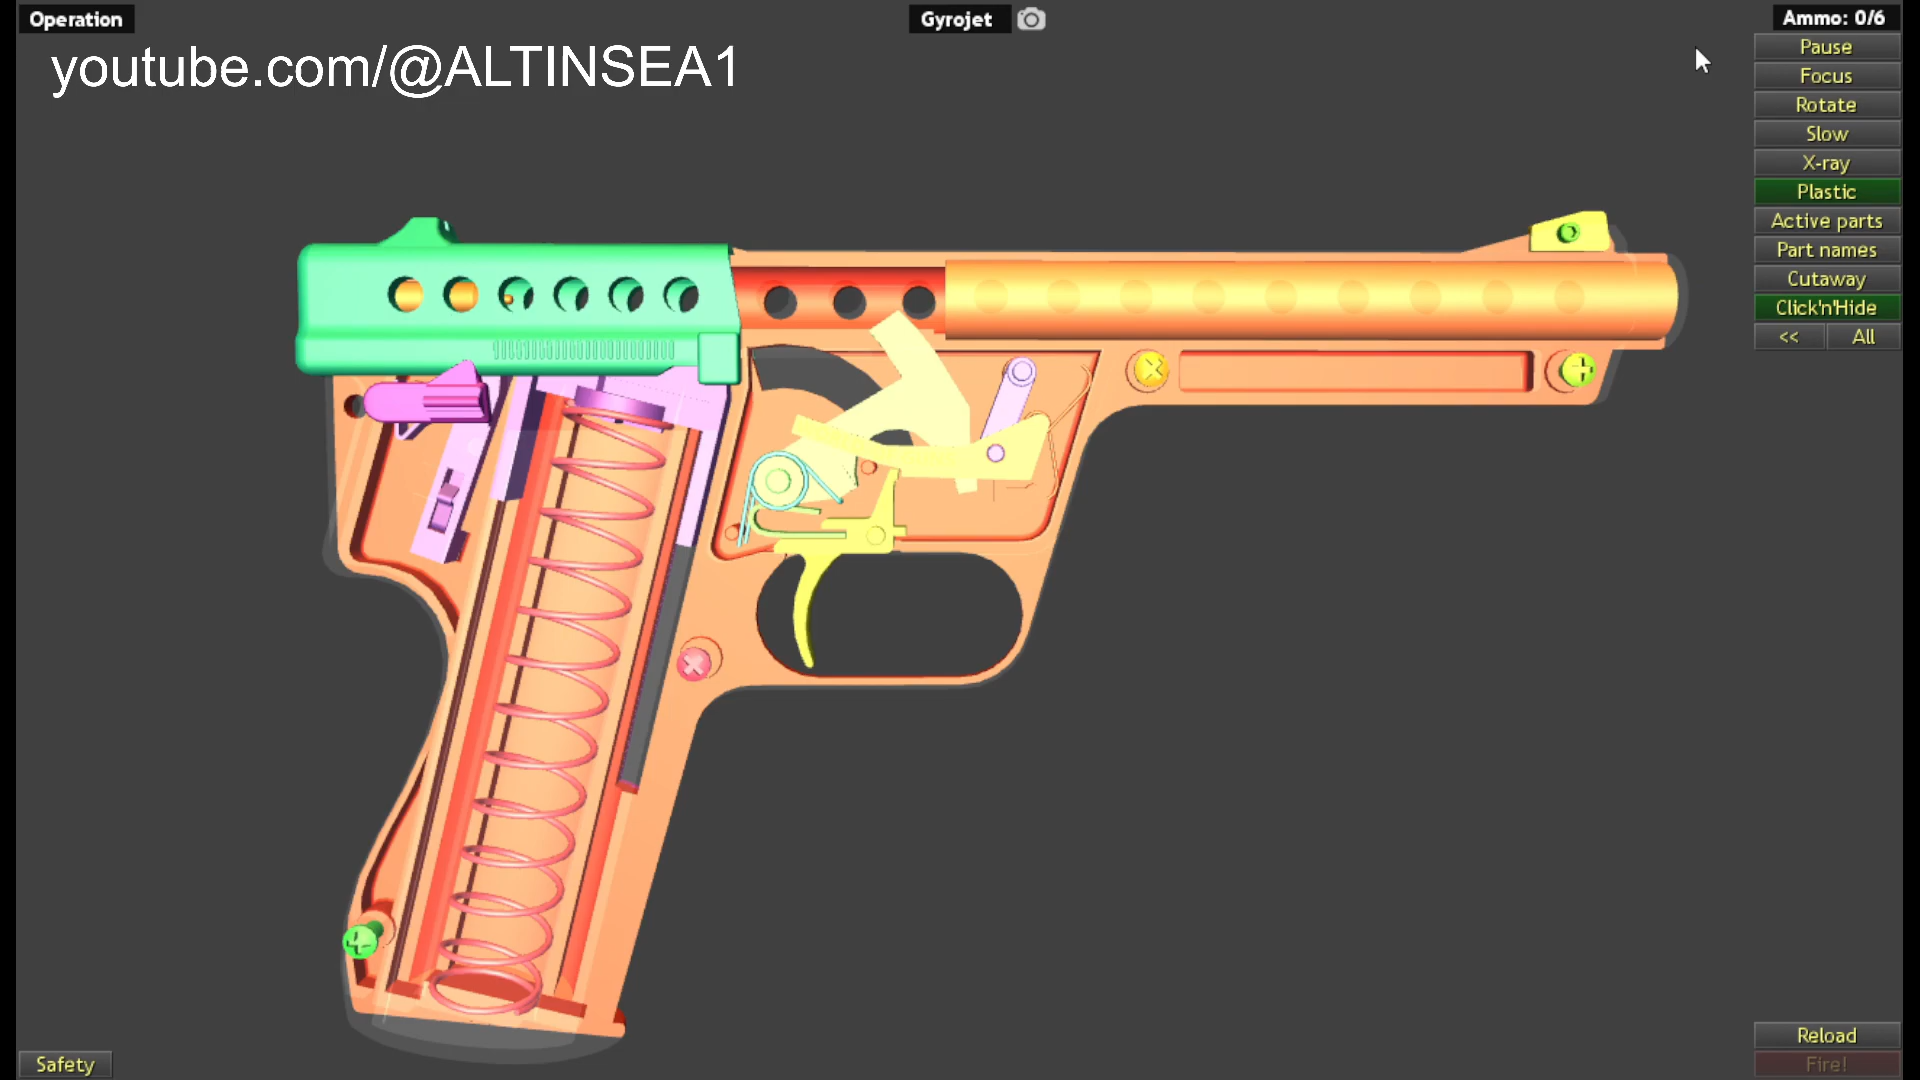 Operation
Gyrojet
Ammo: 0/6
youtube.com/@ALTINSEA1
Pause
Focus
Rotate
Slow
X-ray
Plastic
Active parts
Part names
Cutaway
Click'n'Hide
<< All
Reload
Safety
Fire!